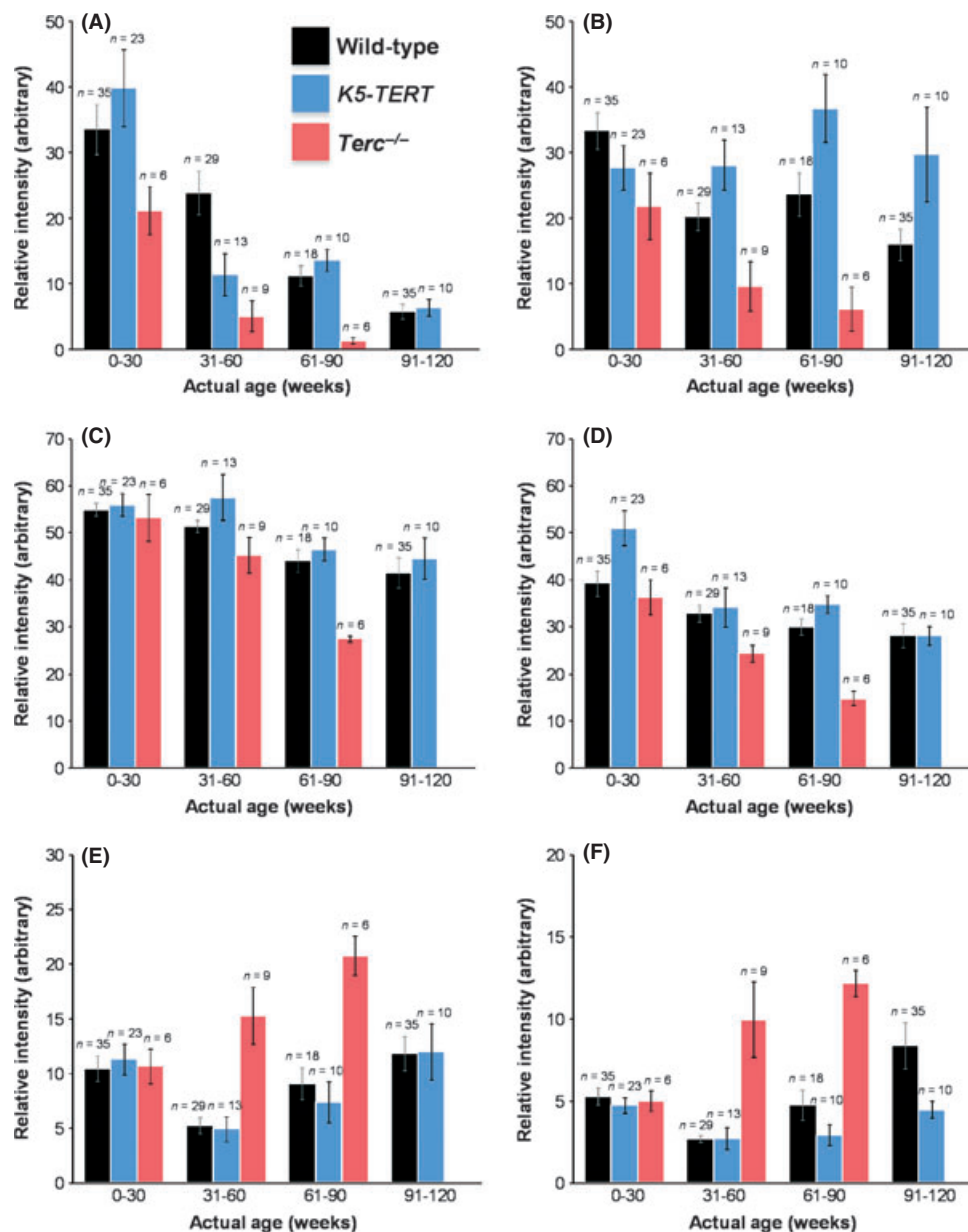 (A)
Relative intensity (arbitrary)
50
40
30
20
10
0
n = 35
n = 23
n = 6
n = 29
n = 13
n = 9
n = 18
n = 10
n = 6
n = 35
n = 10
0-30 31-60 61-90 91-120
Actual age (weeks)
Wild-type
K5-TERT
Terc–/–
(B)
Relative intensity (arbitrary)
50
40
30
20
10
0
n = 35
n = 23
n = 6
n = 29
n = 13
n = 9
n = 18
n = 10
n = 6
n = 35
n = 10
0-30 31-60 61-90 91-120
Actual age (weeks)
(C)
Relative intensity (arbitrary)
70
60
50
40
30
20
10
0
n = 35
n = 23
n = 6
n = 29
n = 13
n = 9
n = 18
n = 10
n = 6
n = 35
n = 10
0-30 31-60 61-90 91-120
Actual age (weeks)
(D)
Relative intensity (arbitrary)
70
60
50
40
30
20
10
0
n = 35
n = 23
n = 6
n = 29
n = 13
n = 9
n = 18
n = 10
n = 6
n = 35
n = 10
0-30 31-60 61-90 91-120
Actual age (weeks)
(E)
Relative intensity (arbitrary)
30
25
20
15
10
5
0
n = 35
n = 23
n = 6
n = 29
n = 13
n = 9
n = 18
n = 10
n = 6
n = 35
n = 10
0-30 31-60 61-90 91-120
Actual age (weeks)
(F)
Relative intensity (arbitrary)
20
15
10
5
0
n = 35
n = 23
n = 6
n = 29
n = 13
n = 9
n = 18
n = 10
n = 6
n = 35
n = 10
0-30 31-60 61-90 91-120
Actual age (weeks)